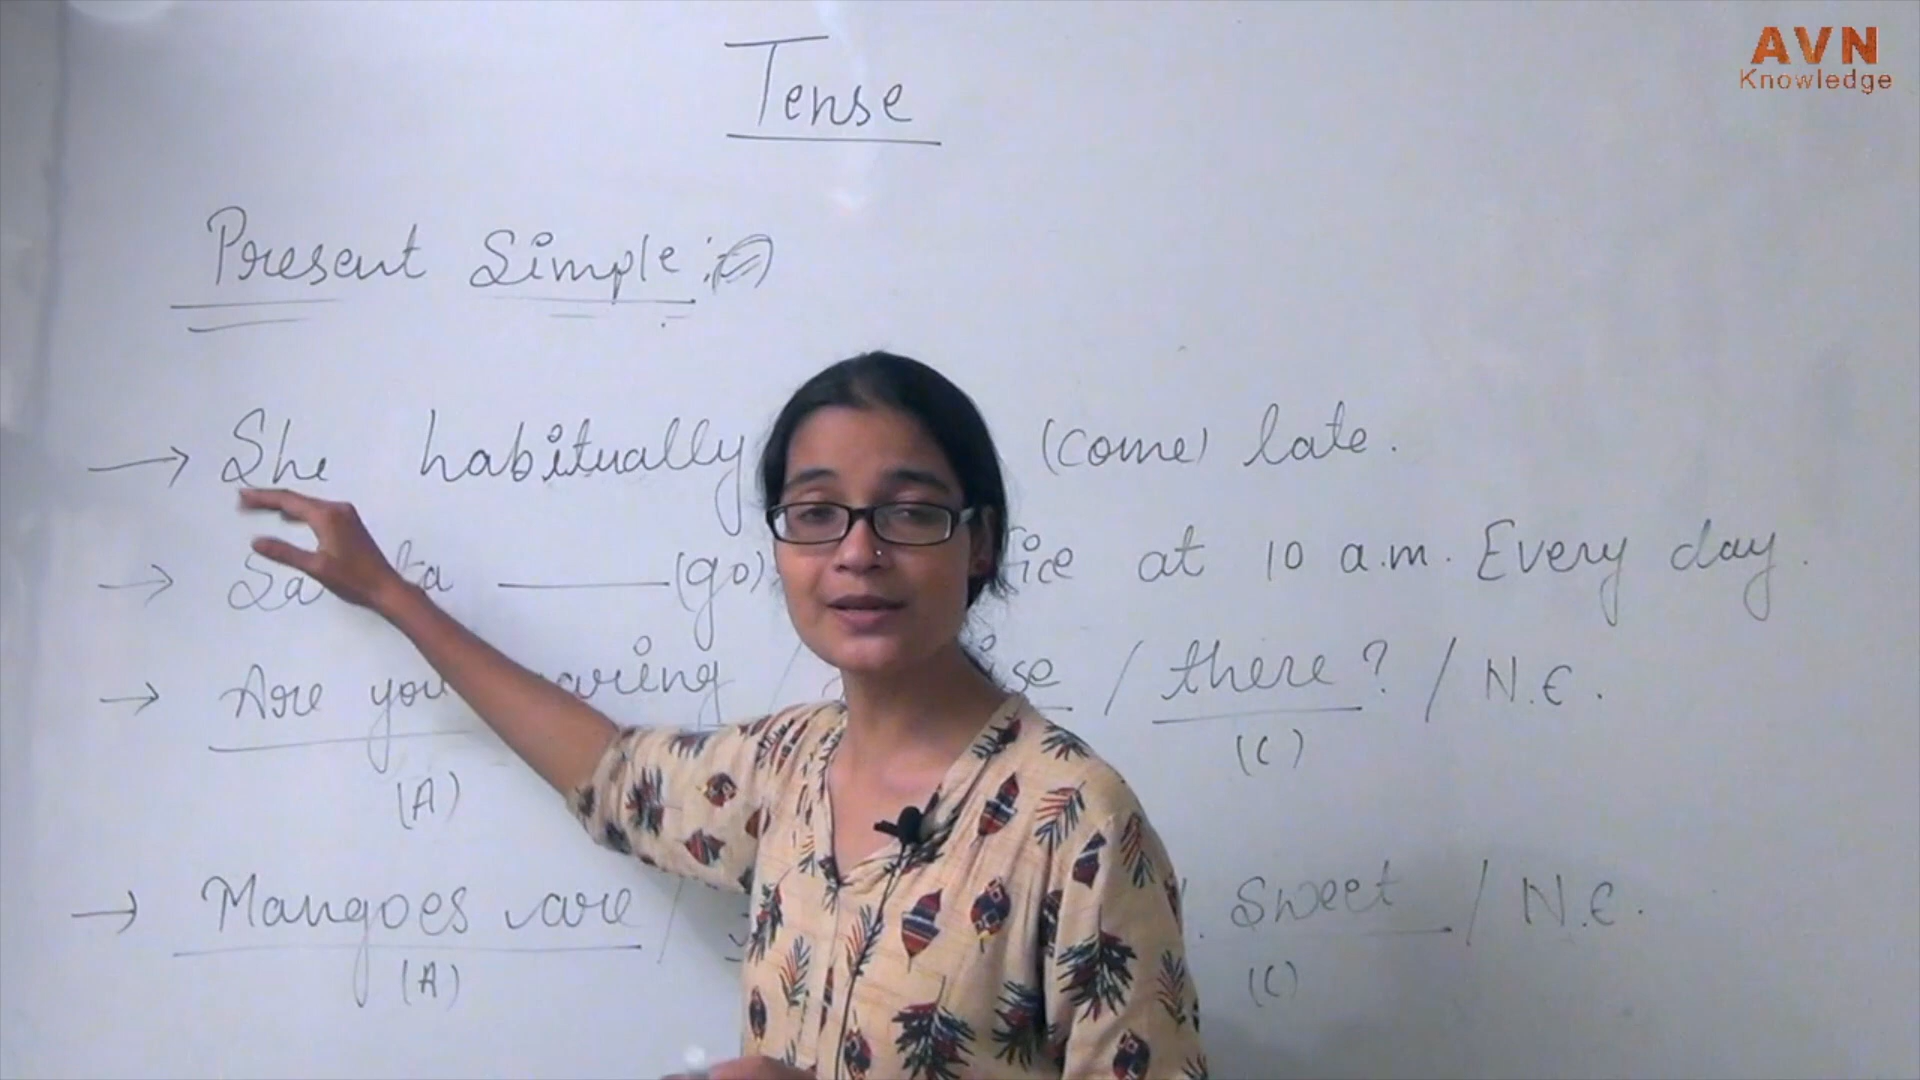 AVN
Knowledge
Tense
Present Simple :
→ She habitually (come) late.
→ ____ (go) at 10 a.m. Every day.
→ Are you / / there? / N.E.
(A) (C)
→ Mangoes are / Sweet / N.E.
(A) (C)